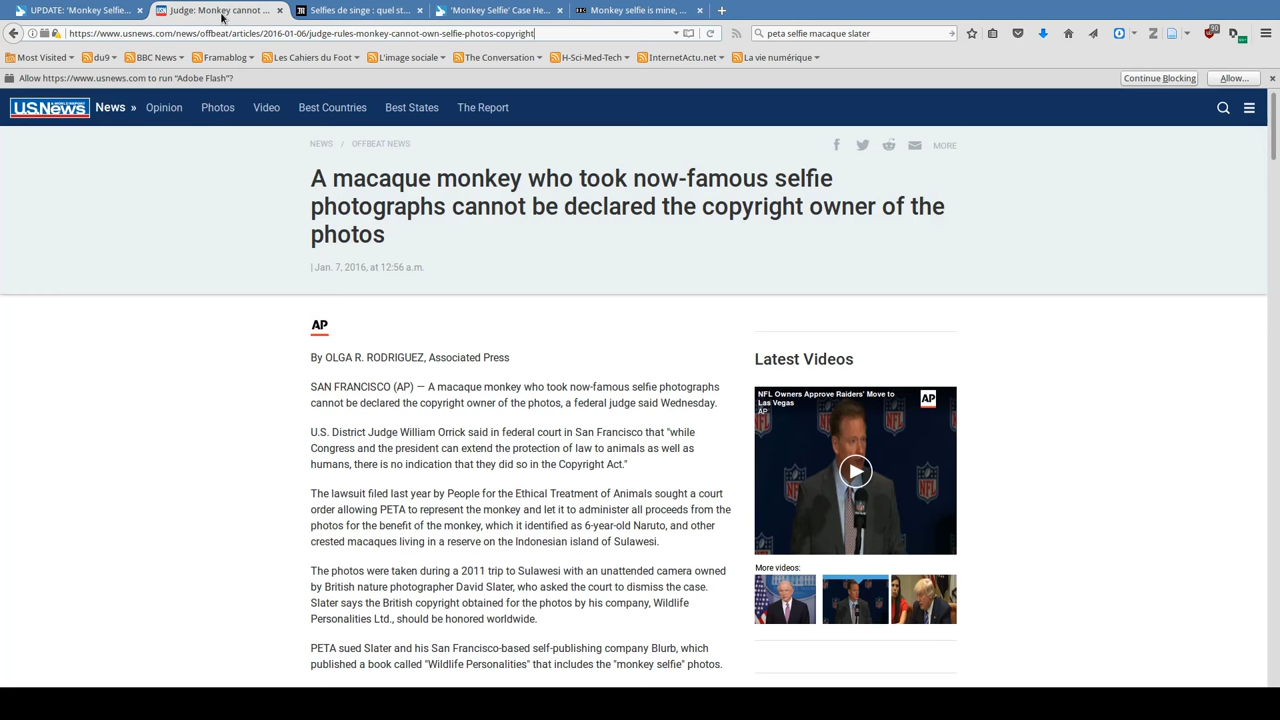 UPDATE: 'Monkey Selfie...
Judge: Monkey cannot ...
Selfies de singe : quel st...
'Monkey Selfie' Case He...
Monkey selfie is mine, ...
https://www.usnews.com/news/offbeat/articles/2016-01-06/judge-rules-monkey-cannot-own-selfie-photos-copyright
peta selfie macaque slater
Most Visited
du9
BBC News
Framablog
Les Cahiers du Foot
L'image sociale
The Conversation
H-Sci-Med-Tech
InternetActu.net
La vie numérique
Allow https://www.usnews.com to run “Adobe Flash”?
Continue Blocking
Allow...
U.S.News
News »
Opinion
Photos
Video
Best Countries
Best States
The Report
NEWS / OFFBEAT NEWS
MORE
A macaque monkey who took now-famous selfie
photographs cannot be declared the copyright owner of the
photos
| Jan. 7, 2016, at 12:56 a.m.
AP
By OLGA R. RODRIGUEZ, Associated Press
SAN FRANCISCO (AP) — A macaque monkey who took now-famous selfie photographs
cannot be declared the copyright owner of the photos, a federal judge said Wednesday.
U.S. District Judge William Orrick said in federal court in San Francisco that "while
Congress and the president can extend the protection of law to animals as well as
humans, there is no indication that they did so in the Copyright Act."
The lawsuit filed last year by People for the Ethical Treatment of Animals sought a court
order allowing PETA to represent the monkey and let it to administer all proceeds from the
photos for the benefit of the monkey, which it identified as 6-year-old Naruto, and other
crested macaques living in a reserve on the Indonesian island of Sulawesi.
The photos were taken during a 2011 trip to Sulawesi with an unattended camera owned
by British nature photographer David Slater, who asked the court to dismiss the case.
Slater says the British copyright obtained for the photos by his company, Wildlife
Personalities Ltd., should be honored worldwide.
PETA sued Slater and his San Francisco-based self-publishing company Blurb, which
published a book called "Wildlife Personalities" that includes the "monkey selfie" photos.
Latest Videos
NFL Owners Approve Raiders' Move to
Las Vegas
AP
AP
NFL
More videos: